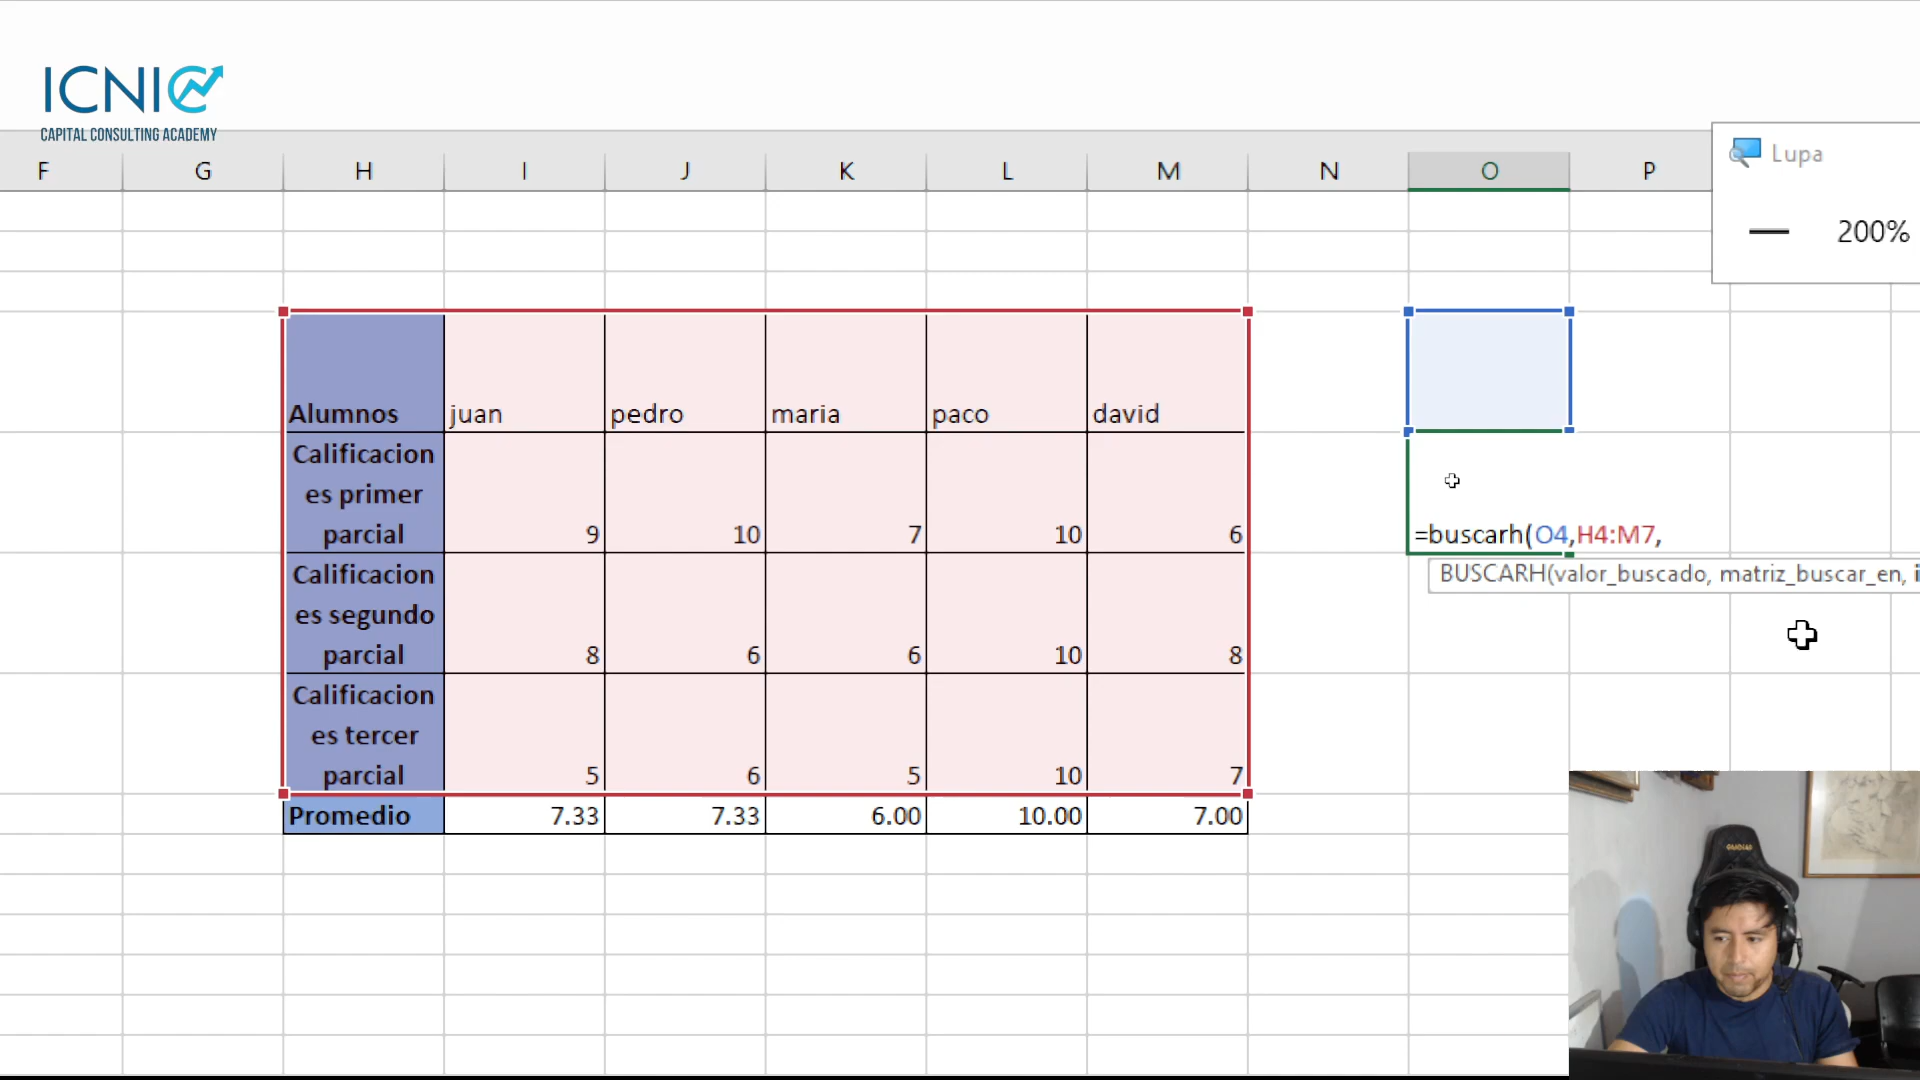 ICNIC
CAPITAL CONSULTING ACADEMY
Lupa
200%
F G H I J K L M N O P
Alumnos juan pedro maria paco david
Calificacion
es primer
parcial 9 10 7 10 6
=buscarh(O4,H4:M7,
BUSCARH(valor_buscado, matriz_buscar_en, i
Calificacion
es segundo
parcial 8 6 6 10 8
Calificacion
es tercer
parcial 5 6 5 10 7
Promedio 7.33 7.33 6.00 10.00 7.00